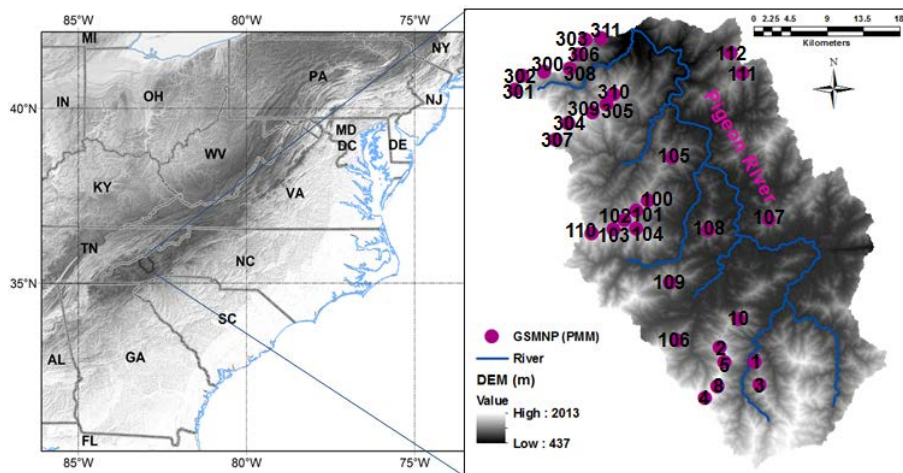 85°W 80°W 75°W
MI
NY
PA
40°N
IN
OH
NJ
MD
DC
DE
WV
KY
VA
TN
NC
35°N
SC
AL
GA
FL
85°W 80°W 75°W
0 2.25 4.5 9 13.5 18
Kilometers
N
311
303
306
300
302
308
301
310
309
305
304
307
112
111
Pigeon River
105
100
102
101
110
103
104
107
108
109
10
106
2
5
1
8
3
4
GSMNP (PMM)
River
DEM (m)
Value
High : 2013
Low : 437